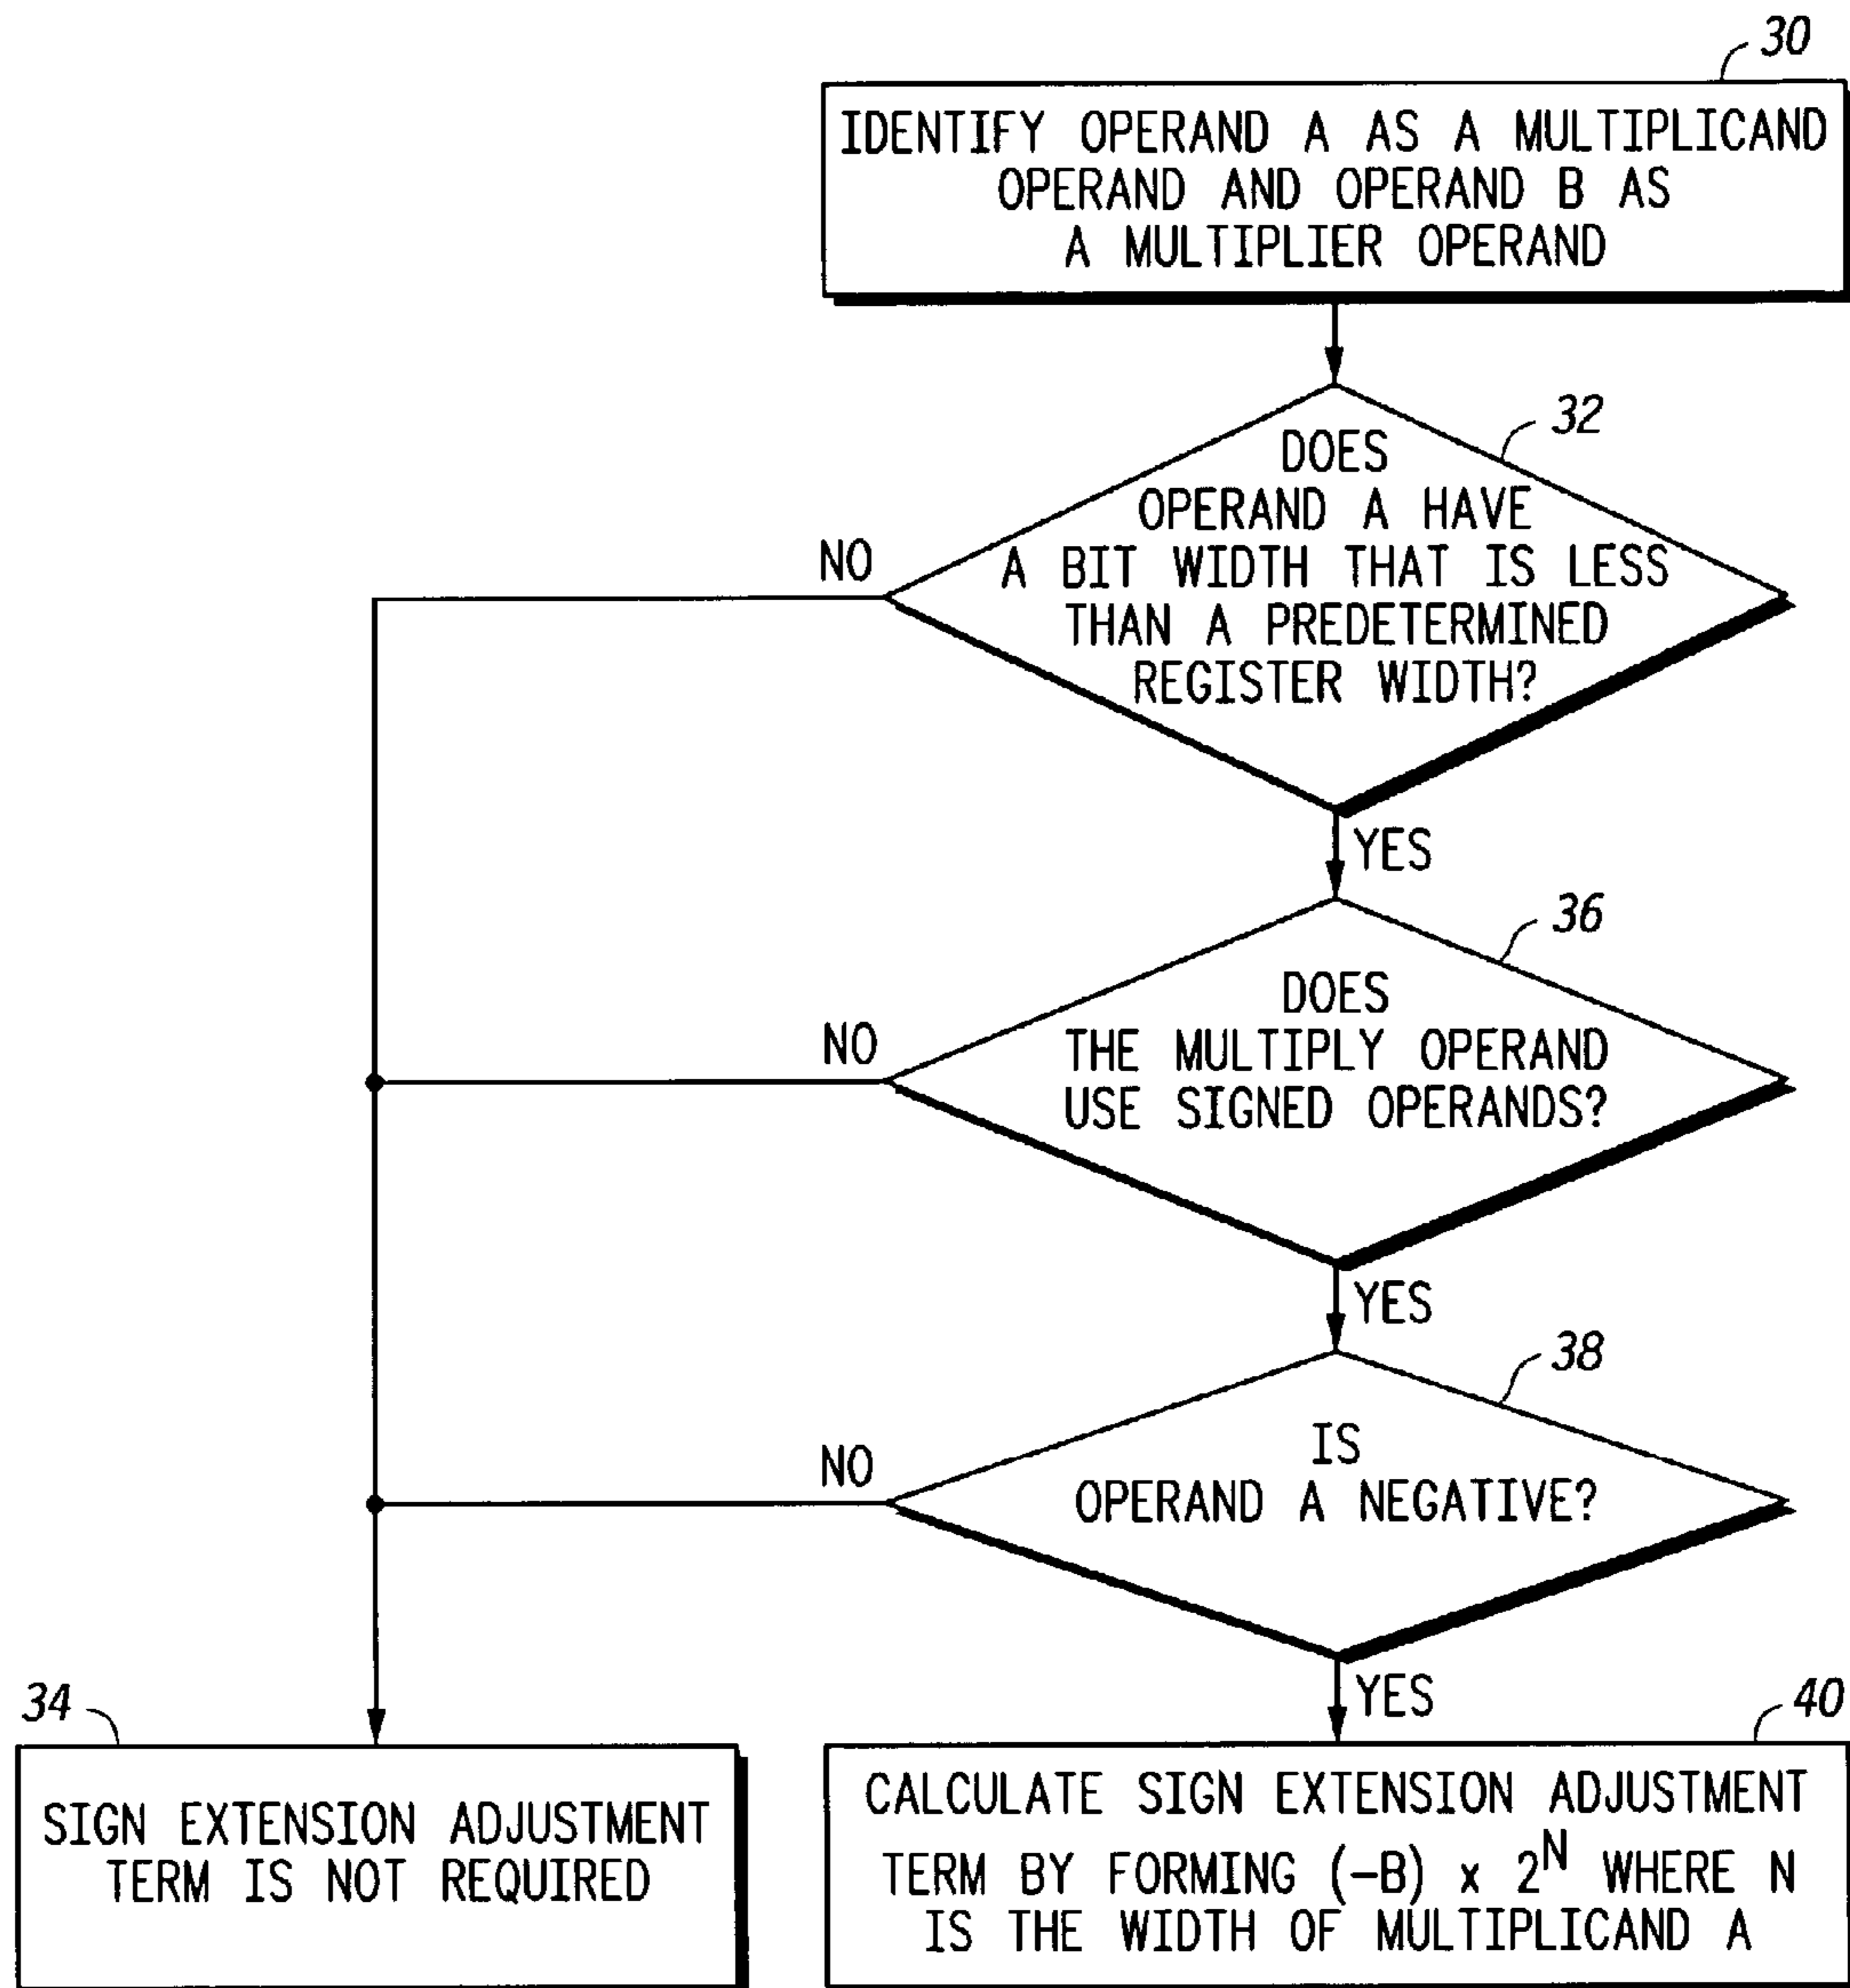 30
IDENTIFY OPERAND A AS A MULTIPLICAND
OPERAND AND OPERAND B AS
A MULTIPLIER OPERAND
32
DOES
OPERAND A HAVE
A BIT WIDTH THAT IS LESS
THAN A PREDETERMINED
REGISTER WIDTH?
NO
YES
36
DOES
THE MULTIPLY OPERAND
USE SIGNED OPERANDS?
NO
YES
38
IS
OPERAND A NEGATIVE?
NO
YES
34
SIGN EXTENSION ADJUSTMENT
TERM IS NOT REQUIRED
40
CALCULATE SIGN EXTENSION ADJUSTMENT
TERM BY FORMING (-B) x 2^N WHERE N
IS THE WIDTH OF MULTIPLICAND A